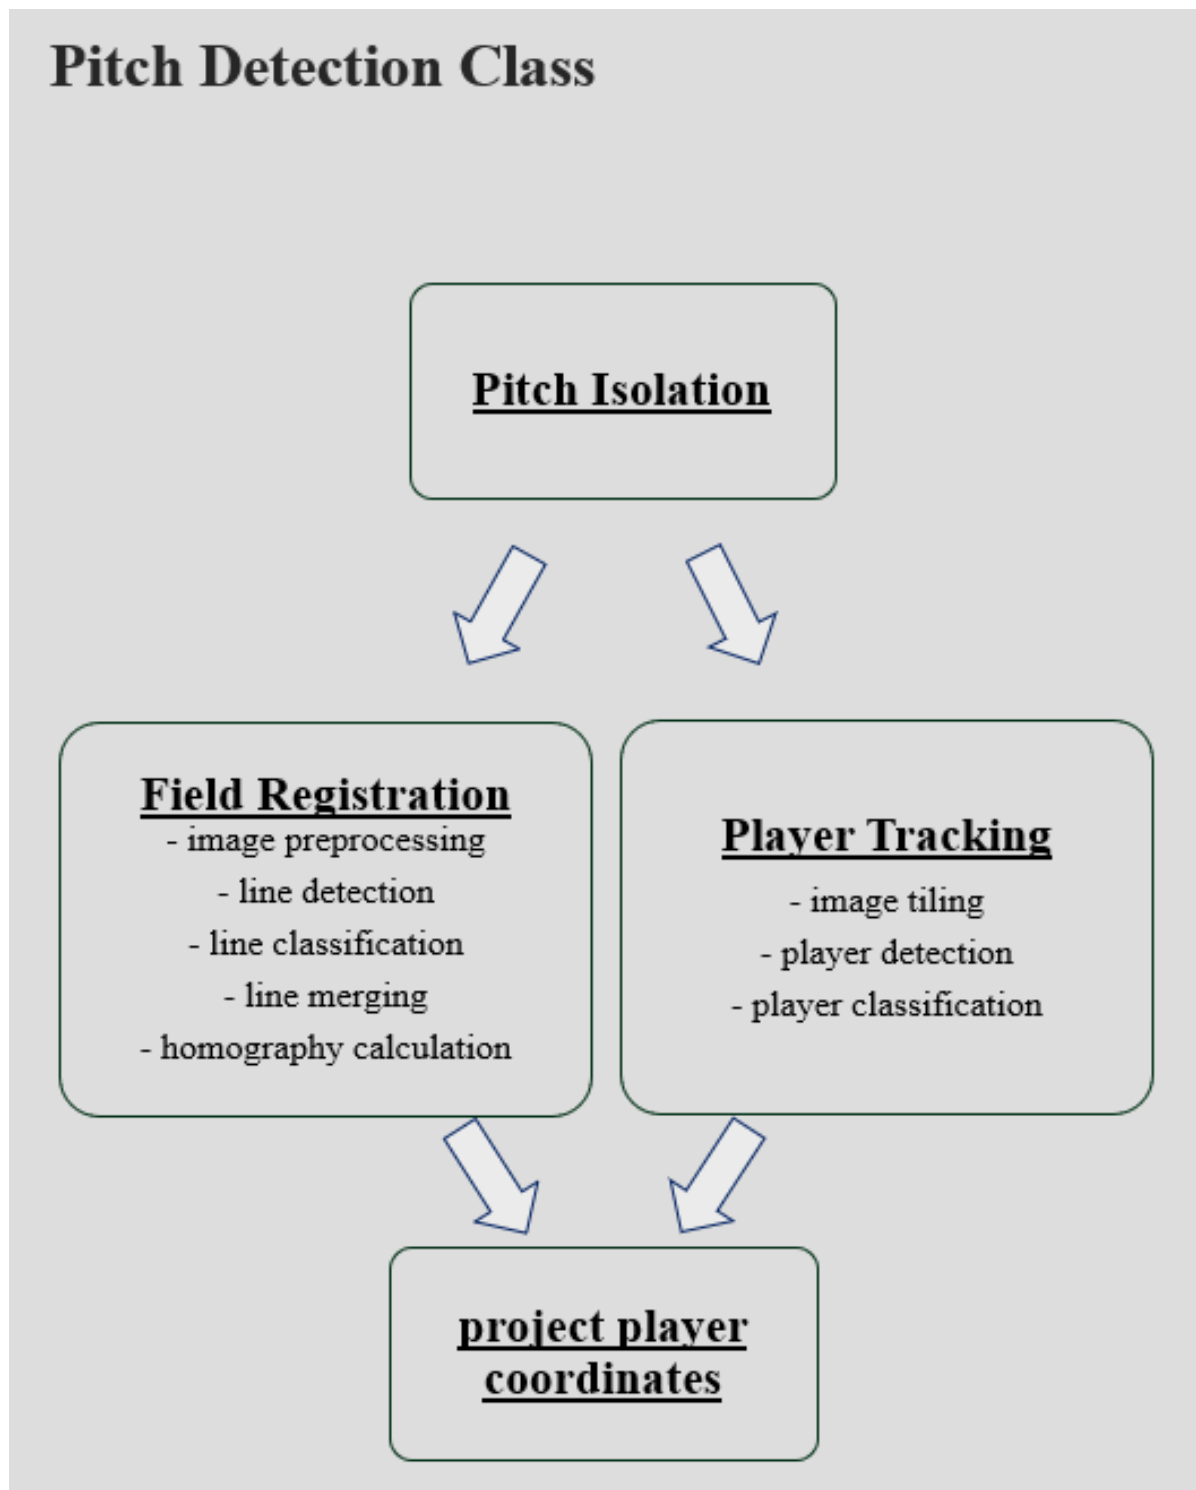 Pitch Detection Class
Pitch Isolation
Field Registration
- image preprocessing
- line detection
- line classification
- line merging
- homography calculation
Player Tracking
- image tiling
- player detection
- player classification
project player
coordinates